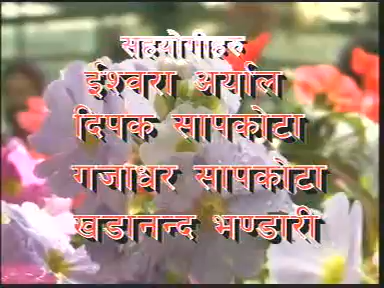 सहयोगीहरु
ईश्वरा अर्याल
दिपक सापकोटा
गजाधर सापकोटा
खडानन्द भण्डारी